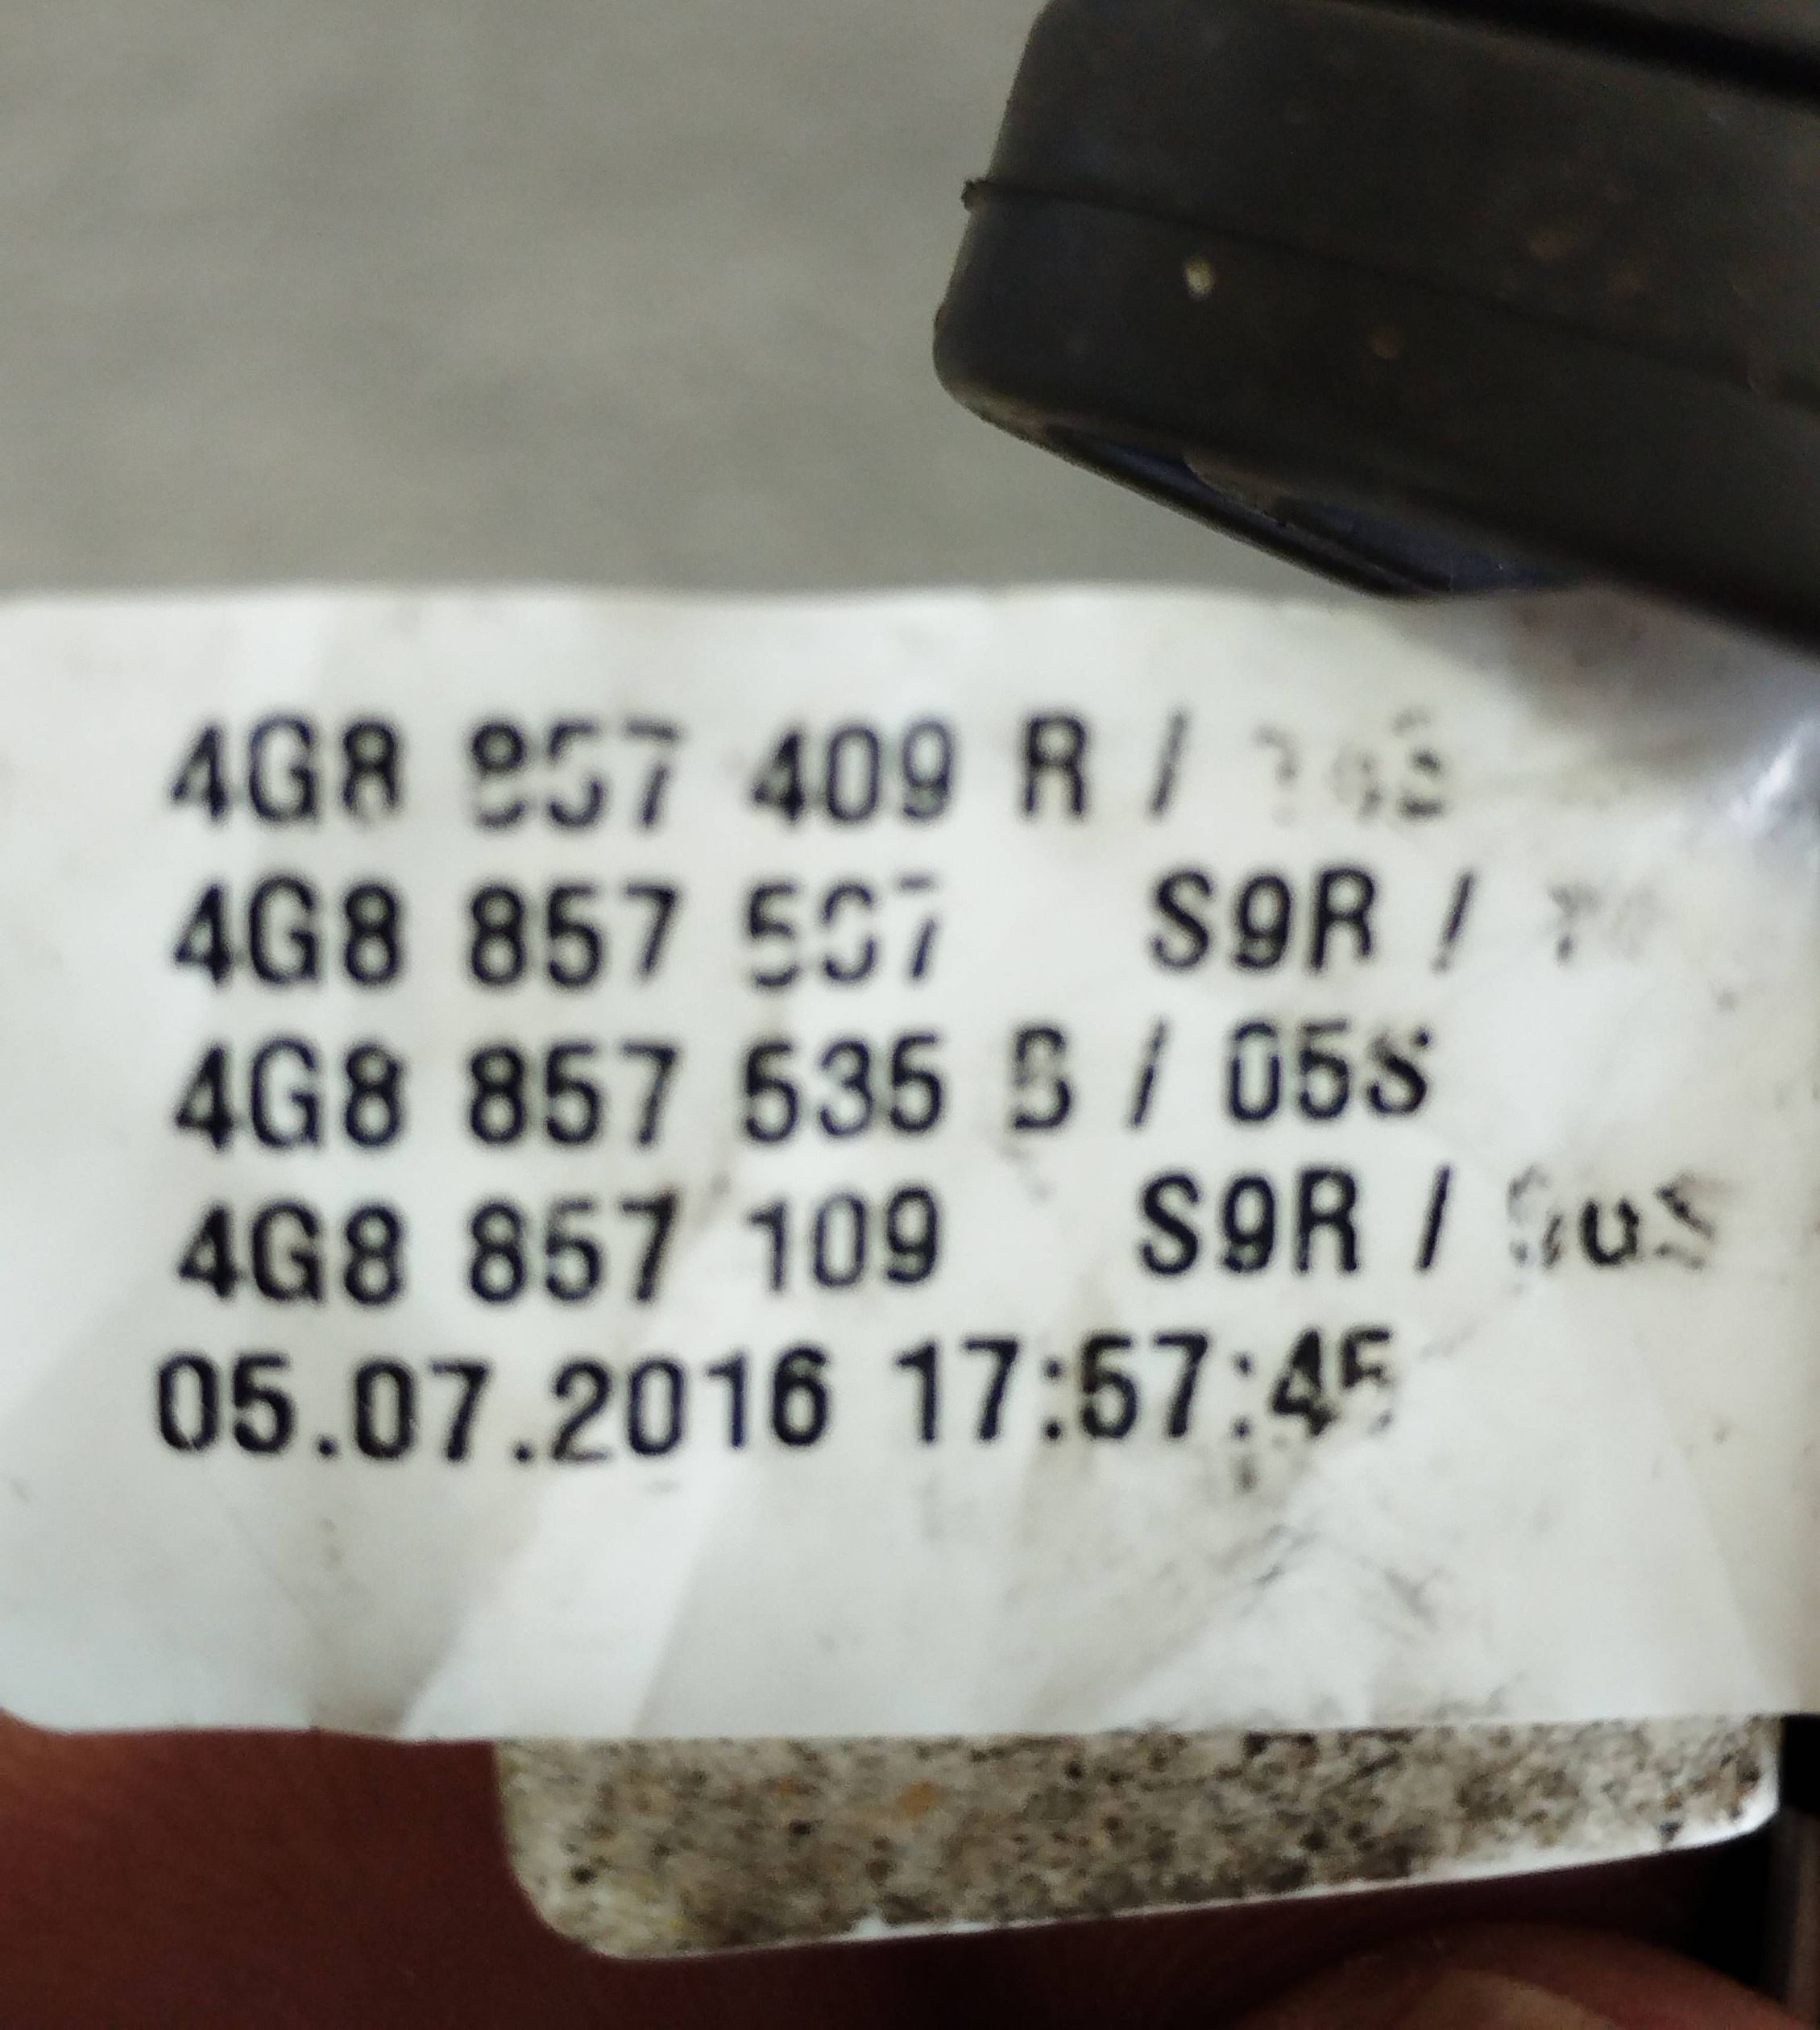 4G8 857 409 R /
4G8 857 507 S9R /
4G8 857 535 B / 05S
4G8 857 109 S9R /
05.07.2016 17:57:45